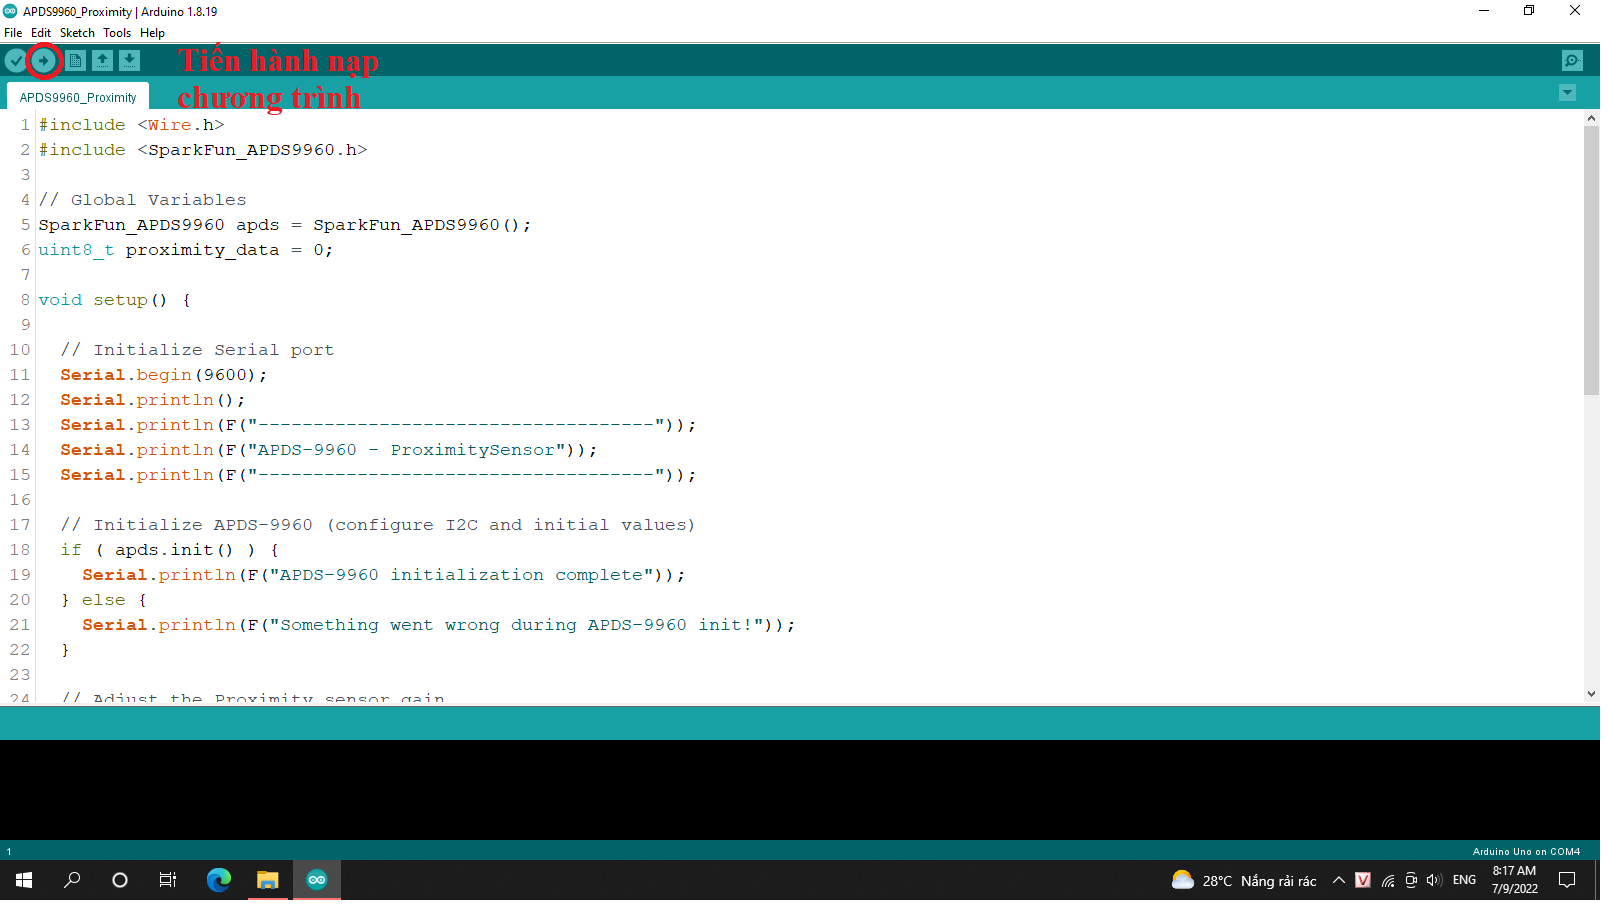 APDS9960_Proximity | Arduino 1.8.19
File Edit Sketch Tools Help
Tiến hành nạp
chương trình
APDS9960_Proximity
1 #include <Wire.h>
2 #include <SparkFun_APDS9960.h>
3
4 // Global Variables
5 SparkFun_APDS9960 apds = SparkFun_APDS9960();
6 uint8_t proximity_data = 0;
7
8 void setup() {
9
10   // Initialize Serial port
11   Serial.begin(9600);
12   Serial.println();
13   Serial.println(F("------------------------------------"));
14   Serial.println(F("APDS-9960 - ProximitySensor"));
15   Serial.println(F("------------------------------------"));
16
17   // Initialize APDS-9960 (configure I2C and initial values)
18   if ( apds.init() ) {
19     Serial.println(F("APDS-9960 initialization complete"));
20   } else {
21     Serial.println(F("Something went wrong during APDS-9960 init!"));
22   }
23
24   // Adjust the Proximity sensor gain
1
Arduino Uno on COM4
28°C Nắng rải rác
V
ENG
8:17 AM
7/9/2022